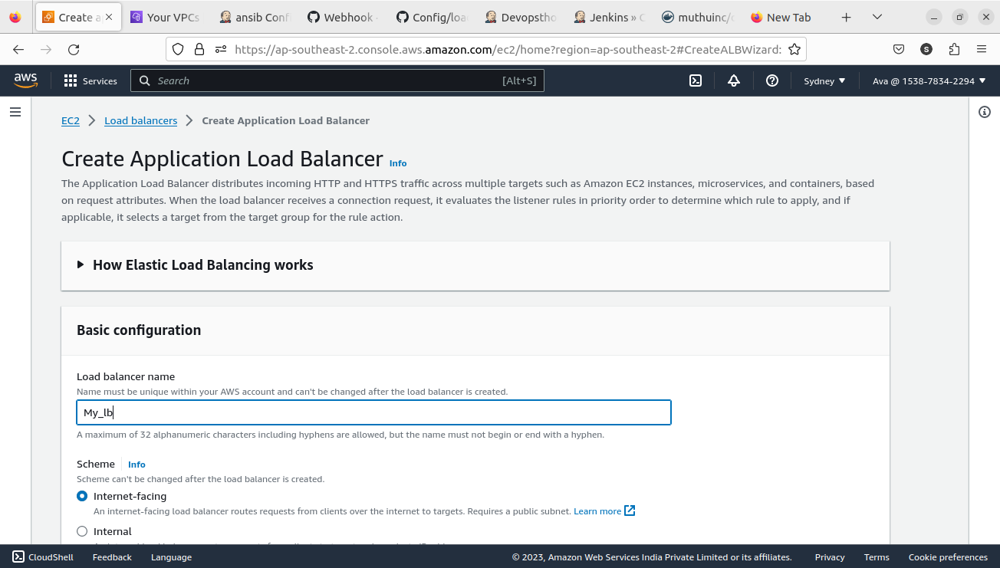 Create a
Your VPCs
ansib Conf
Webhook
Config/loa
Devopstho
Jenkins » C
muthuinc/
New Tab
https://ap-southeast-2.console.aws.amazon.com/ec2/home?region=ap-southeast-2#CreateALBWizard:
S
aws
Services
Search
[Alt+S]
Sydney
Ava @ 1538-7834-2294
EC2
Load balancers
Create Application Load Balancer
Create Application Load Balancer Info
The Application Load Balancer distributes incoming HTTP and HTTPS traffic across multiple targets such as Amazon EC2 instances, microservices, and containers, based
on request attributes. When the load balancer receives a connection request, it evaluates the listener rules in priority order to determine which rule to apply, and if
applicable, it selects a target from the target group for the rule action.
How Elastic Load Balancing works
Basic configuration
Load balancer name
Name must be unique within your AWS account and can't be changed after the load balancer is created.
My_lb
A maximum of 32 alphanumeric characters including hyphens are allowed, but the name must not begin or end with a hyphen.
Scheme Info
Scheme can't be changed after the load balancer is created.
Internet-facing
An internet-facing load balancer routes requests from clients over the internet to targets. Requires a public subnet. Learn more
Internal
CloudShell
Feedback
Language
© 2023, Amazon Web Services India Private Limited or its affiliates.
Privacy
Terms
Cookie preferences